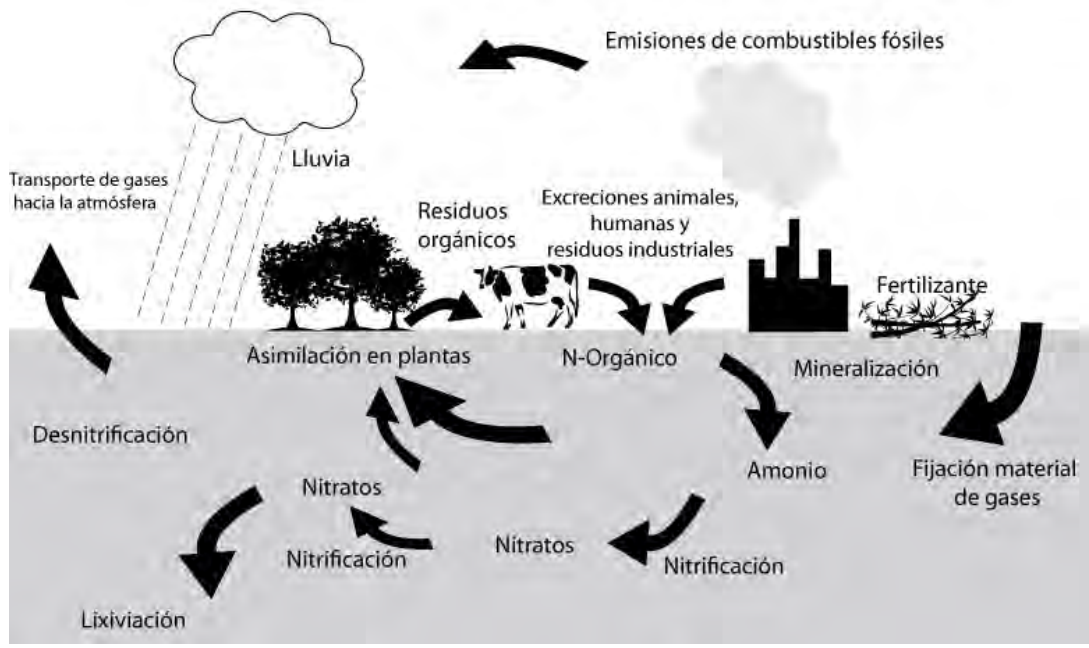 Emisiones de combustibles fósiles
Lluvia
Transporte de gases
hacia la atmósfera
Residuos
orgánicos
Excreciones animales,
humanas y
residuos industriales
Fertilizante
Asimilación en plantas
N-Orgánico
Mineralización
Desnitrificación
Amonio
Fijación material
de gases
Nitratos
Nitrificación
Nitratos
Nitrificación
Lixiviación